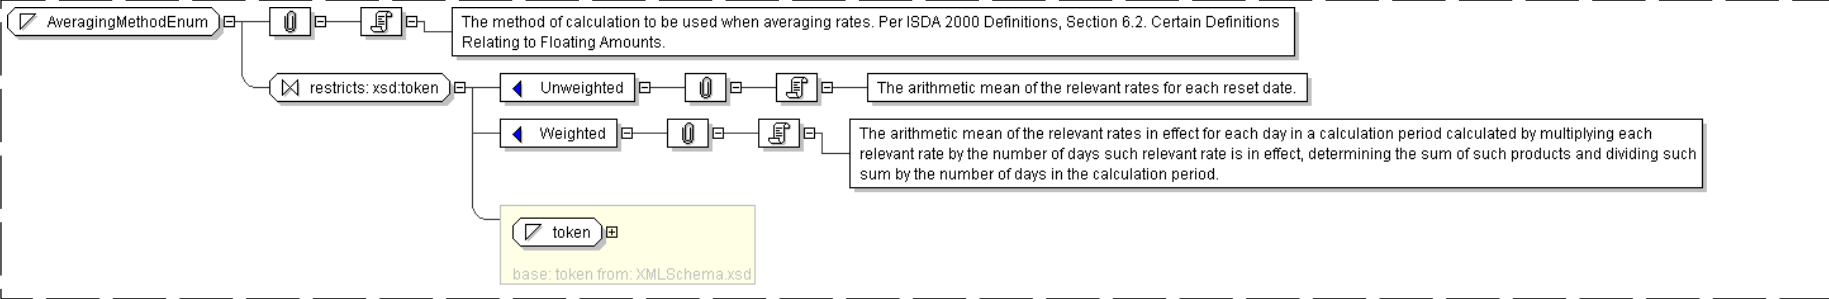 AveragingMethodEnum
The method of calculation to be used when averaging rates. Per ISDA 2000 Definitions, Section 6.2. Certain Definitions
Relating to Floating Amounts.
restricts: xsd:token
Unweighted
The arithmetic mean of the relevant rates for each reset date.
Weighted
The arithmetic mean of the relevant rates in effect for each day in a calculation period calculated by multiplying each
relevant rate by the number of days such relevant rate is in effect, determining the sum of such products and dividing such
sum by the number of days in the calculation period.
token
base: token from: XMLSchema.xsd